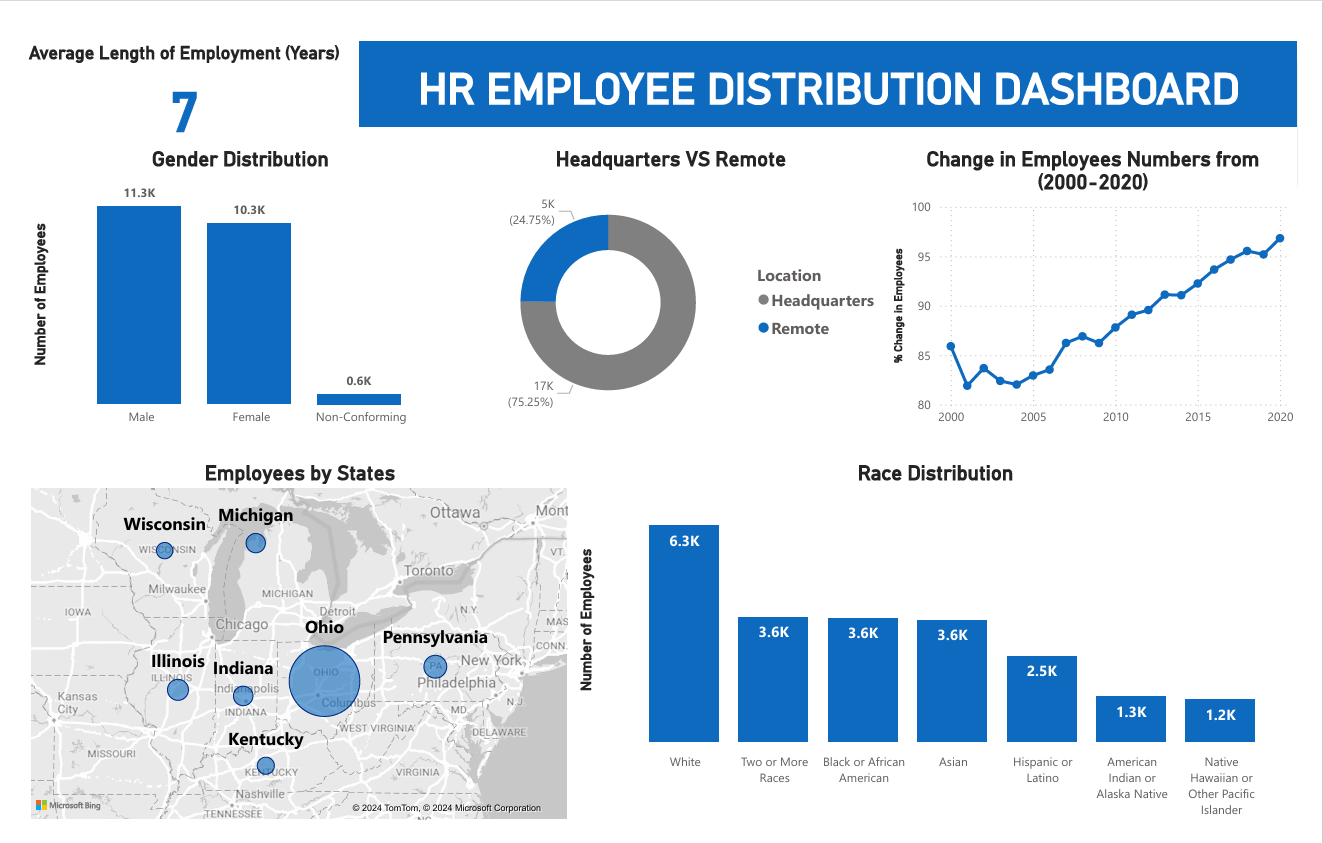 Average Length of Employment (Years)
7
HR EMPLOYEE DISTRIBUTION DASHBOARD
Gender Distribution
Number of Employees
11.3K
10.3K
0.6K
Male
Female
Non-Conforming
Headquarters VS Remote
5K
(24.75%)
17K
(75.25%)
Location
Headquarters
Remote
Change in Employees Numbers from
(2000-2020)
% Change in Employees
100
95
90
85
80
2000
2005
2010
2015
2020
Employees by States
Wisconsin
Michigan
Ottawa
Mont
WISCONSIN
VT.
Toronto
Milwaukee
MICHIGAN
IOWA
Detroit
N.Y.
MAS
Chicago
Ohio
Pennsylvania
CONN.
Illinois
Indiana
PA
New York
ILLINOIS
OHIO
Indianapolis
Philadelphia
Kansas
City
Columbus
N.J.
INDIANA
MD.
WEST VIRGINIA
DELAWARE
Kentucky
MISSOURI
KENTUCKY
VIRGINIA
Nashville
TENNESSEE
Microsoft Bing
© 2024 TomTom, © 2024 Microsoft Corporation
Race Distribution
Number of Employees
6.3K
3.6K
3.6K
3.6K
2.5K
1.3K
1.2K
White
Two or More
Races
Black or African
American
Asian
Hispanic or
Latino
American
Indian or
Alaska Native
Native
Hawaiian or
Other Pacific
Islander